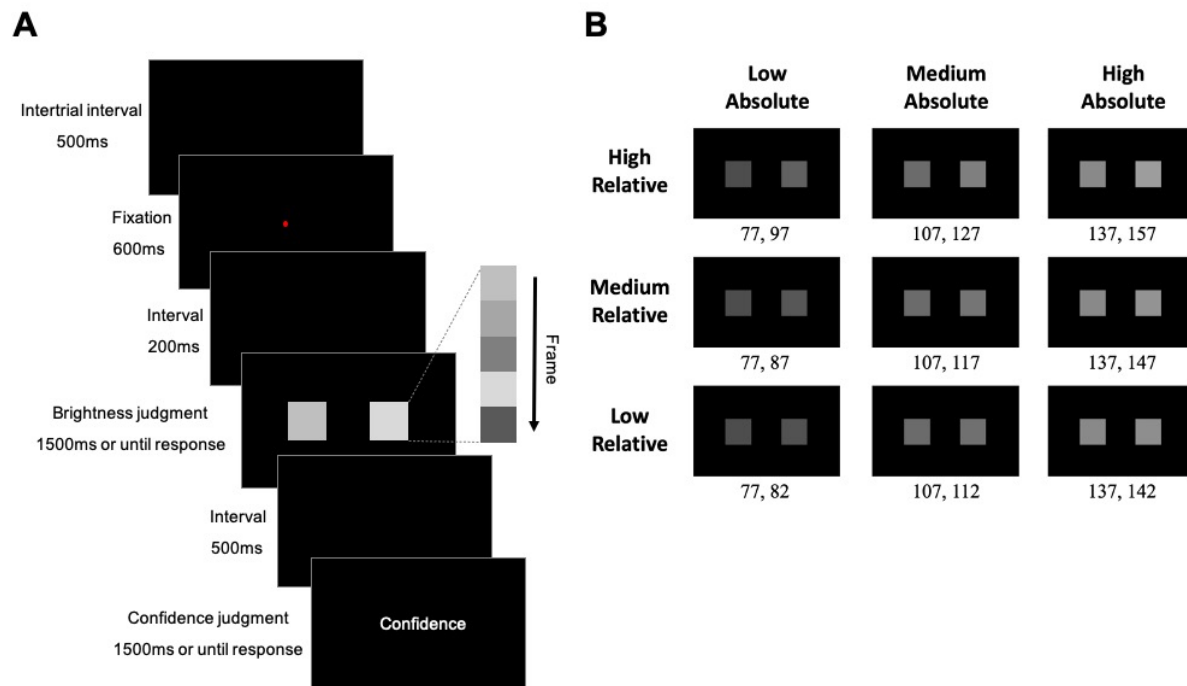 A
Intertrial interval
500ms
Fixation
600ms
Interval
200ms
Frame
Brightness judgment
1500ms or until response
Interval
500ms
Confidence judgment
1500ms or until response
Confidence
B
Low
Absolute
Medium
Absolute
High
Absolute
High
Relative
77, 97
107, 127
137, 157
Medium
Relative
77, 87
107, 117
137, 147
Low
Relative
77, 82
107, 112
137, 142